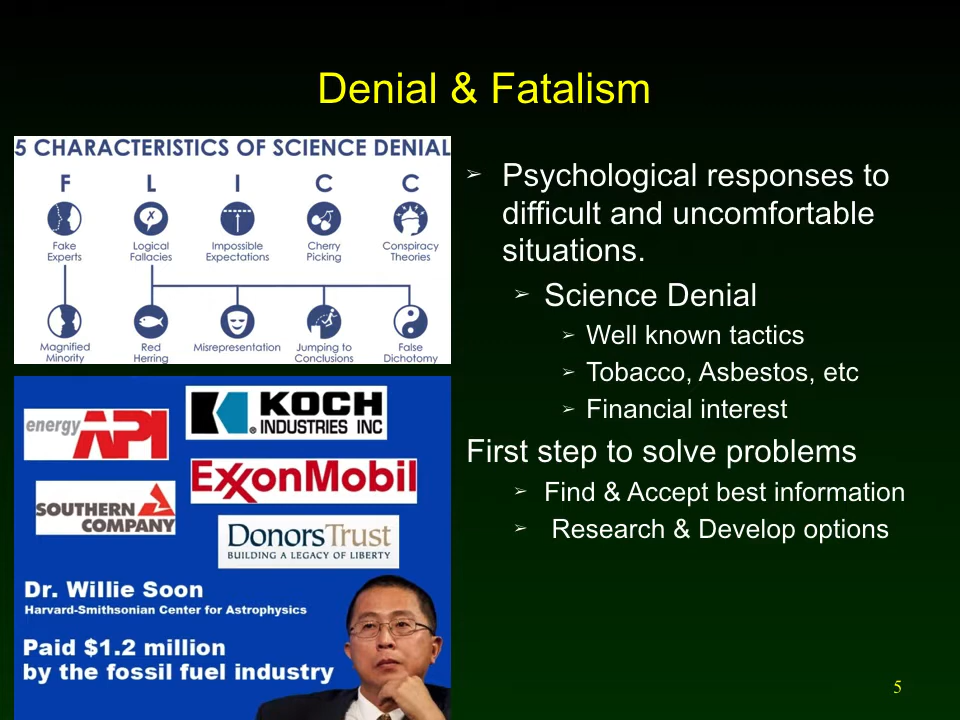 Denial & Fatalism
5 CHARACTERISTICS OF SCIENCE DENIAL
F L I C C
Fake Experts
Logical Fallacies
Impossible Expectations
Cherry Picking
Conspiracy Theories
Magnified Minority
Red Herring
Misrepresentation
Jumping to Conclusions
False Dichotomy
energy API
KOCH
INDUSTRIES INC
ExxonMobil
SOUTHERN
COMPANY
DonorsTrust
BUILDING A LEGACY OF LIBERTY
Dr. Willie Soon
Harvard-Smithsonian Center for Astrophysics
Paid $1.2 million
by the fossil fuel industry
➢ Psychological responses to
difficult and uncomfortable
situations.
➢ Science Denial
➢ Well known tactics
➢ Tobacco, Asbestos, etc
➢ Financial interest
First step to solve problems
➢ Find & Accept best information
➢ Research & Develop options
5